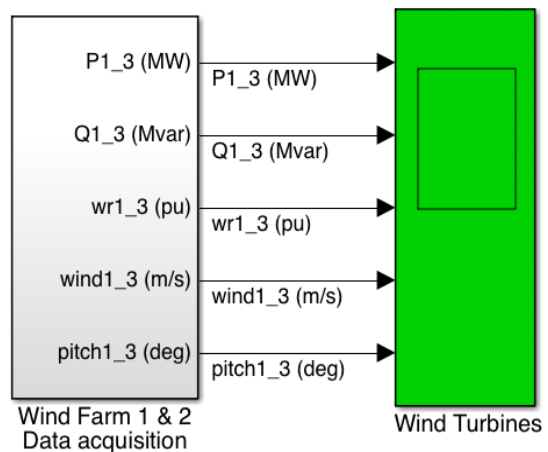 P1_3 (MW)
P1_3 (MW)
Q1_3 (Mvar)
Q1_3 (Mvar)
wr1_3 (pu)
wr1_3 (pu)
wind1_3 (m/s)
wind1_3 (m/s)
pitch1_3 (deg)
pitch1_3 (deg)
Wind Farm 1 & 2
Data acquisition
Wind Turbines